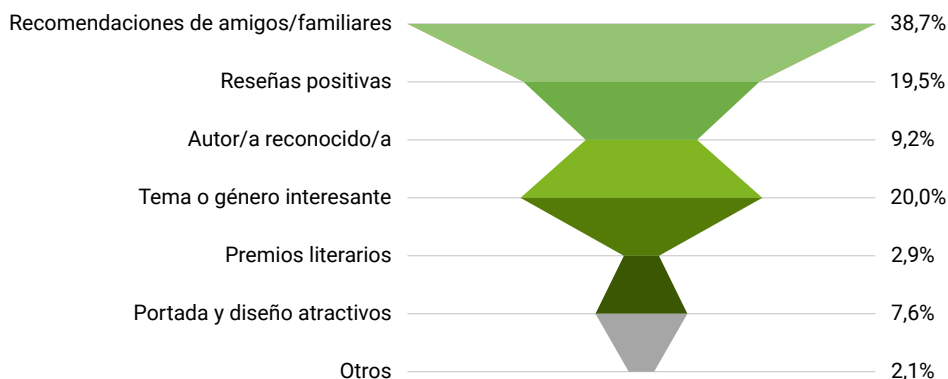 Recomendaciones de amigos/familiares 38,7%
Reseñas positivas 19,5%
Autor/a reconocido/a 9,2%
Tema o género interesante 20,0%
Premios literarios 2,9%
Portada y diseño atractivos 7,6%
Otros 2,1%